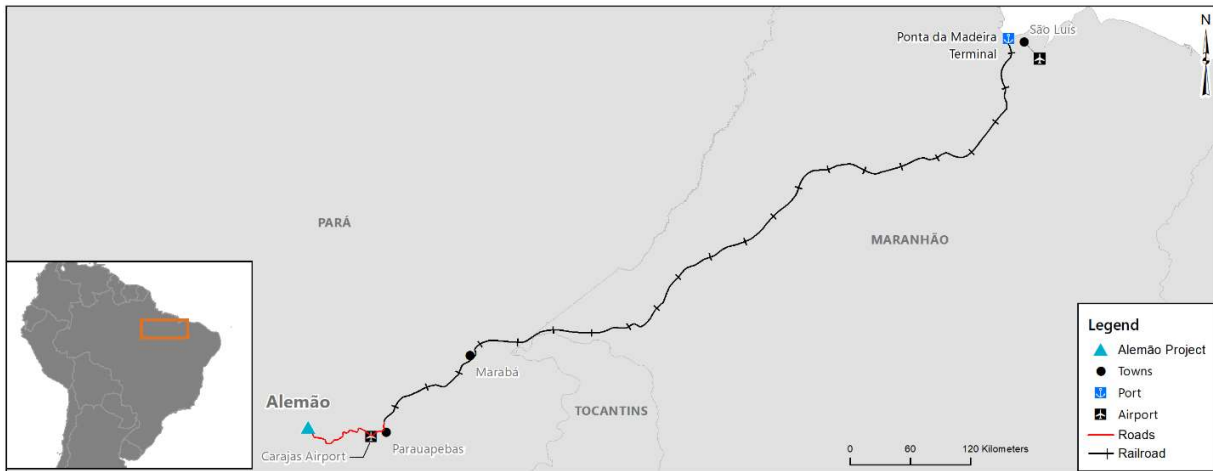 Ponta da Madeira
Terminal
São Luís
N
PARÁ
MARANHÃO
Marabá
Alemão
TOCANTINS
Carajas Airport
Parauapebas
0 60 120 Kilometers
Legend
Alemão Project
Towns
Port
Airport
Roads
Railroad